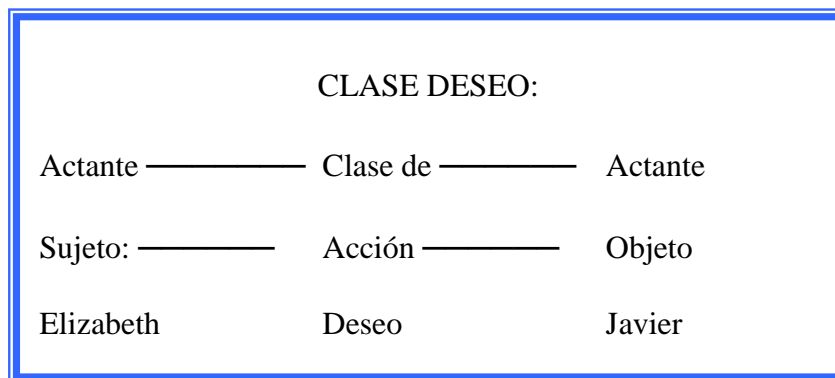 CLASE DESEO:
Actante ——————— Clase de —————— Actante
Sujeto: —————— Acción —————— Objeto
Elizabeth Deseo Javier